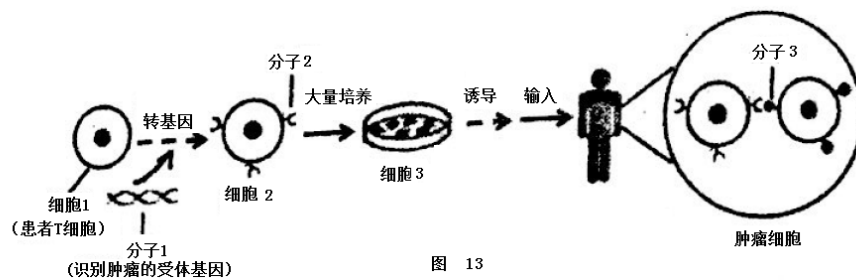 分子2
分子3
转基因
大量培养
诱导
输入
细胞1
(患者T细胞)
细胞 2
细胞 3
分子1
(识别肿瘤的受体基因)
肿瘤细胞
图 13